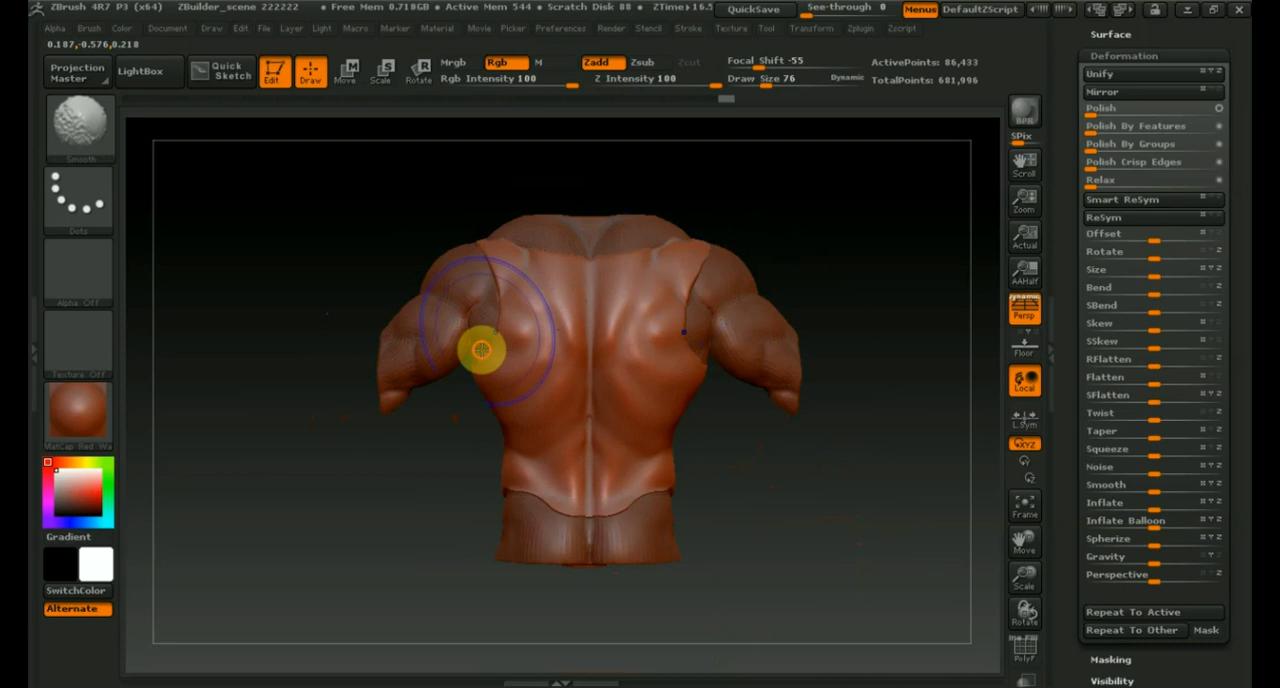 ZBrush 4R7 P3 (x64) ZBuilder_scene 222222 • Free Mem 0.718GB • Active Mem 544 • Scratch Disk 88 • ZTime▸16.5 QuickSave See-through 0 Menus DefaultZScript
Alpha Brush Color Document Draw Edit File Layer Light Macro Marker Material Movie Picker Preferences Render Stencil Stroke Texture Tool Transform Zplugin Zscript
0.187,-0.576,0.218
Projection Master
LightBox
Quick Sketch
Edit
Draw
Move
Scale
Rotate
Mrgb Rgb M
Rgb Intensity 100
Zadd Zsub Zcut
Z Intensity 100
Focal Shift -55
Draw Size 76 Dynamic
ActivePoints: 86,433
TotalPoints: 681,996
Smooth
Dots
Alpha Off
Texture Off
MatCap Red Wa
Gradient
SwitchColor
Alternate
BPR
SPix
Scroll
Zoom
Actual
AAHalf
Dynamic
Persp
Floor
Local
L.Sym
XYZ
Frame
Move
Scale
Rotate
PolyF
Surface
Deformation
Unify
Mirror
Polish
Polish By Features
Polish By Groups
Polish Crisp Edges
Relax
Smart ReSym
ReSym
Offset
Rotate
Size
Bend
SBend
Skew
SSkew
RFlatten
Flatten
SFlatten
Twist
Taper
Squeeze
Noise
Smooth
Inflate
Inflate Balloon
Spherize
Gravity
Perspective
Repeat To Active
Repeat To Other Mask
Masking
Visibility